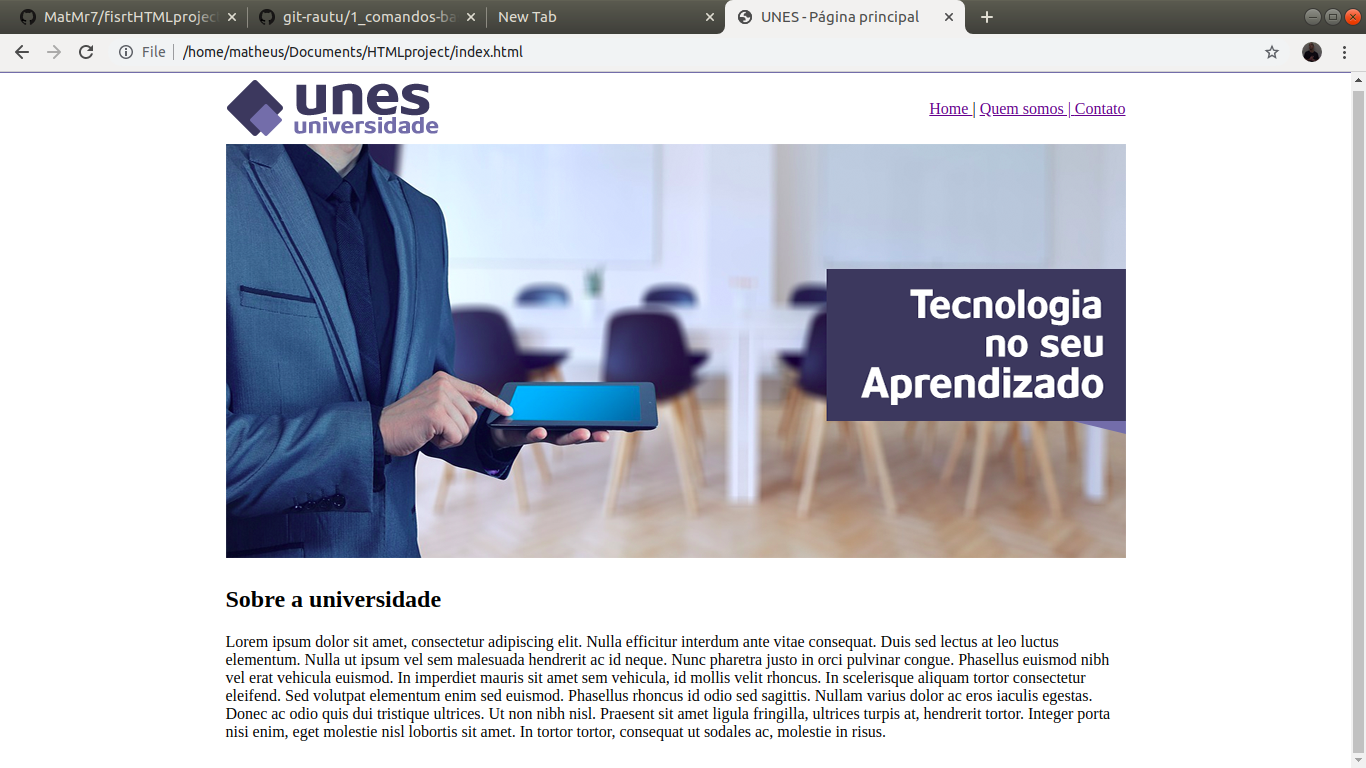 MatMr7/fisrtHTMLproject
git-rautu/1_comandos-ba
New Tab
UNES - Página principal
File
/home/matheus/Documents/HTMLproject/index.html
unes
universidade
Home | Quem somos | Contato
Tecnologia
no seu
Aprendizado
Sobre a universidade
Lorem ipsum dolor sit amet, consectetur adipiscing elit. Nulla efficitur interdum ante vitae consequat. Duis sed lectus at leo luctus
elementum. Nulla ut ipsum vel sem malesuada hendrerit ac id neque. Nunc pharetra justo in orci pulvinar congue. Phasellus euismod nibh
vel erat vehicula euismod. In imperdiet mauris sit amet sem vehicula, id mollis velit rhoncus. In scelerisque aliquam tortor consectetur
eleifend. Sed volutpat elementum enim sed euismod. Phasellus rhoncus id odio sed sagittis. Nullam varius dolor ac eros iaculis egestas.
Donec ac odio quis dui tristique ultrices. Ut non nibh nisl. Praesent sit amet ligula fringilla, ultrices turpis at, hendrerit tortor. Integer porta
nisi enim, eget molestie nisl lobortis sit amet. In tortor tortor, consequat ut sodales ac, molestie in risus.